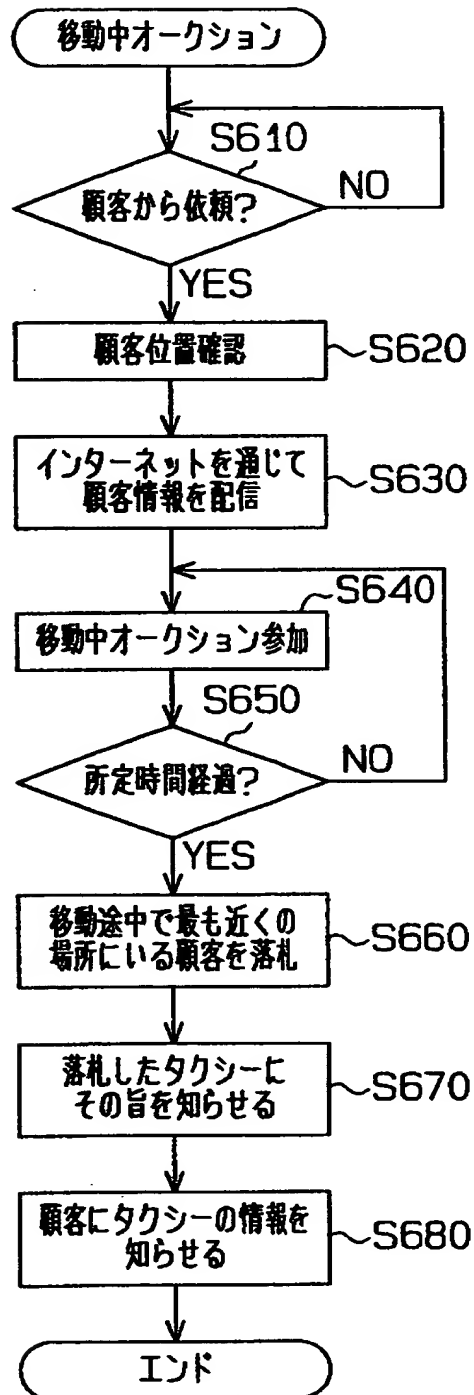 移動中オークション
S610
顧客から依頼?
NO
YES
顧客位置確認
S620
インターネットを通じて
顧客情報を配信
S630
S640
移動中オークション参加
S650
所定時間経過?
NO
YES
移動途中で最も近くの
場所にいる顧客を落札
S660
落札したタクシーに
その旨を知らせる
S670
顧客にタクシーの情報を
知らせる
S680
エンド